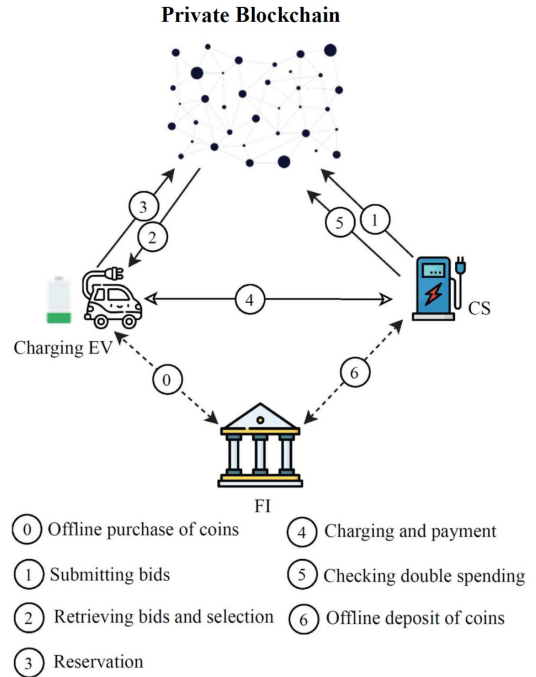 Private Blockchain
3
2
5
1
4
CS
Charging EV
0
6
FI
0 Offline purchase of coins
4 Charging and payment
1 Submitting bids
5 Checking double spending
2 Retrieving bids and selection
6 Offline deposit of coins
3 Reservation